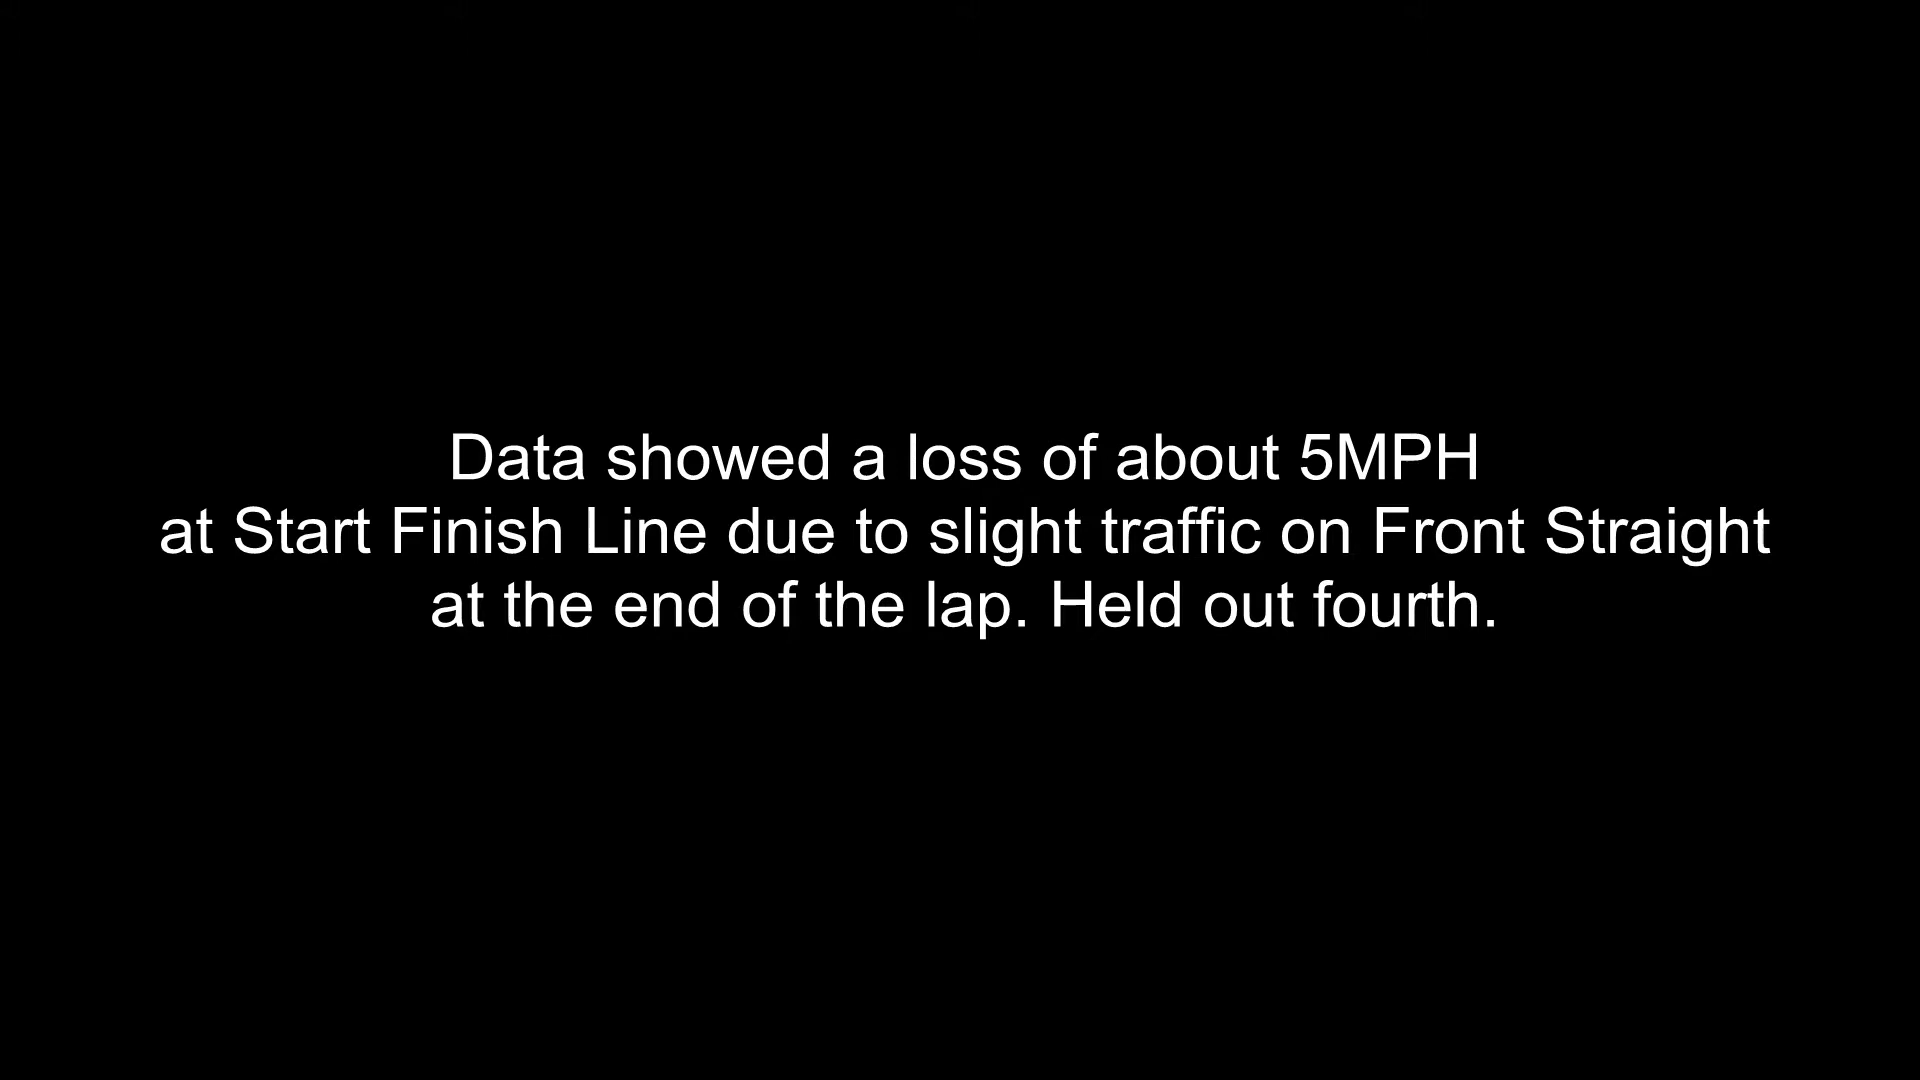 Data showed a loss of about 5MPH
at Start Finish Line due to slight traffic on Front Straight
at the end of the lap. Held out fourth.